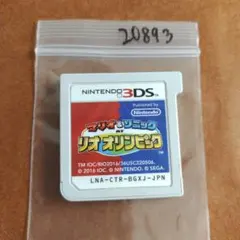 20893
NINTENDO 3DS
Powered by
Nintendo
マリオ&ソニック
AT
リオ オリンピック
TM IOC/RIO2016/36USC220506.
© 2016 IOC. © NINTENDO. © SEGA.
LNA-CTR-BGXJ-JPN